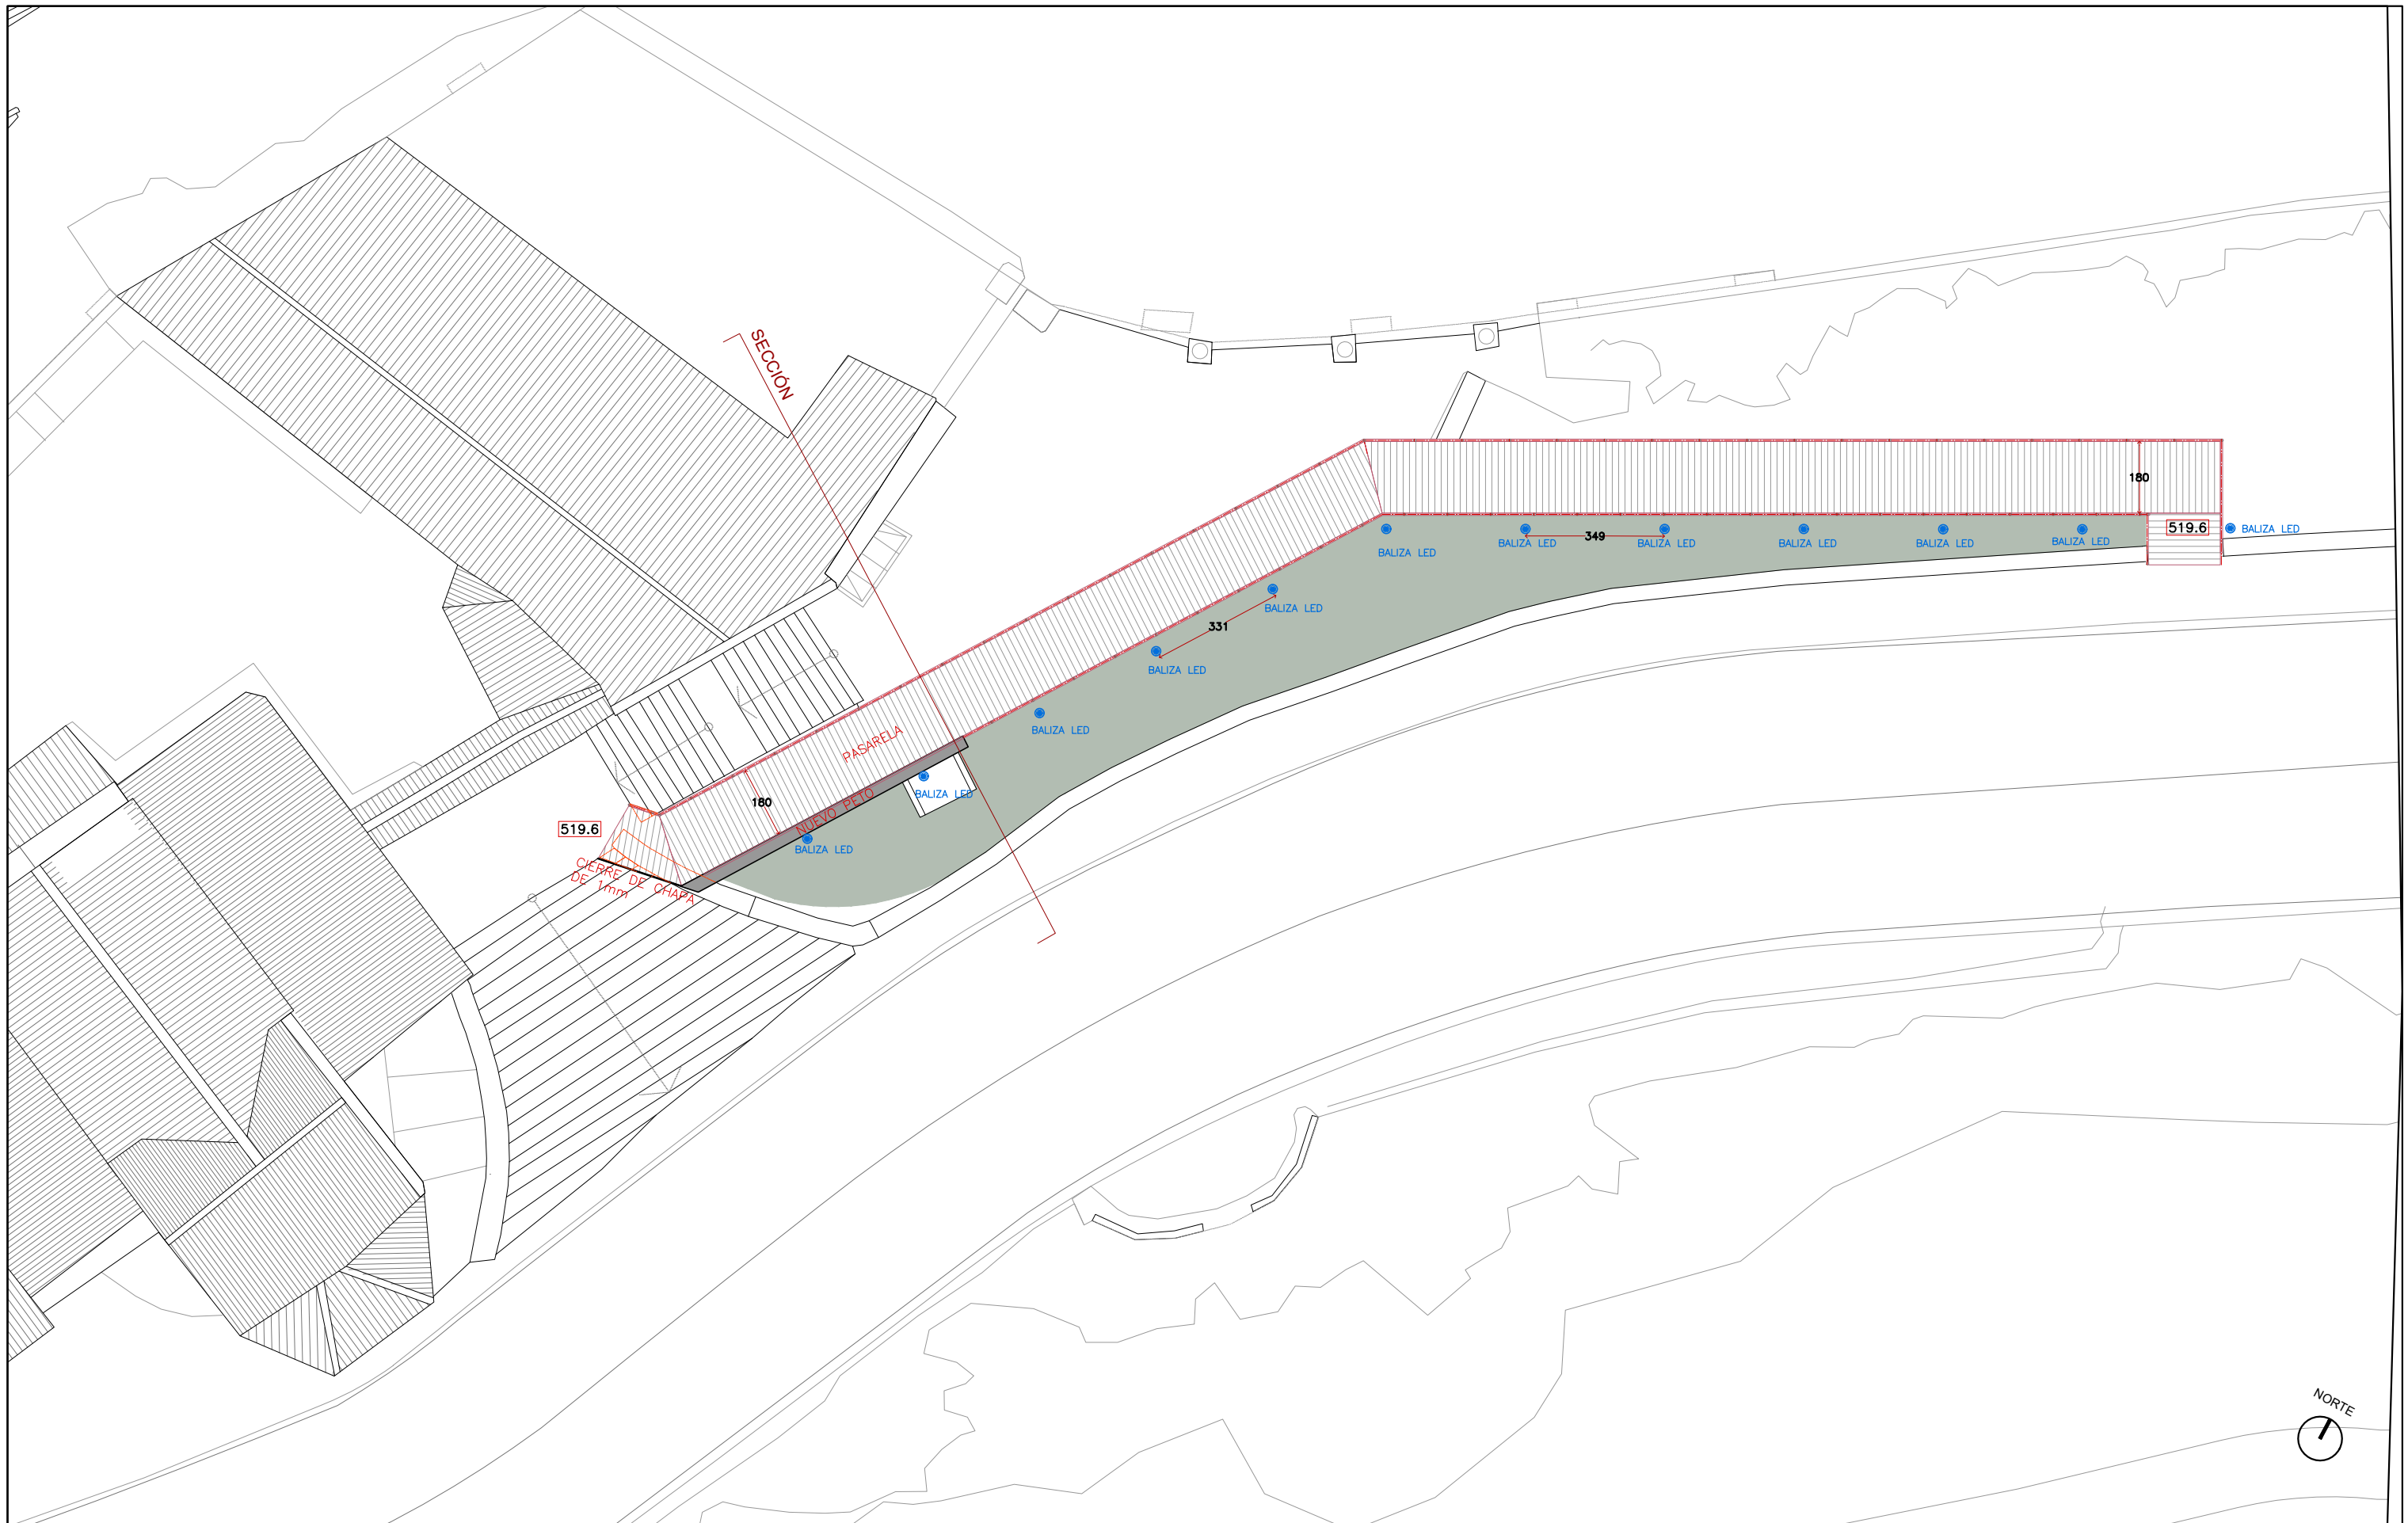 SECCIÓN
180
519.6
BALIZA LED
BALIZA LED
BALIZA LED
349
BALIZA LED
BALIZA LED
BALIZA LED
BALIZA LED
BALIZA LED
331
BALIZA LED
BALIZA LED
PASARELA
180
BALIZA LED
NUEVO PETO
519.6
BALIZA LED
CIERRE DE CHAPA
DE 1mm
NORTE